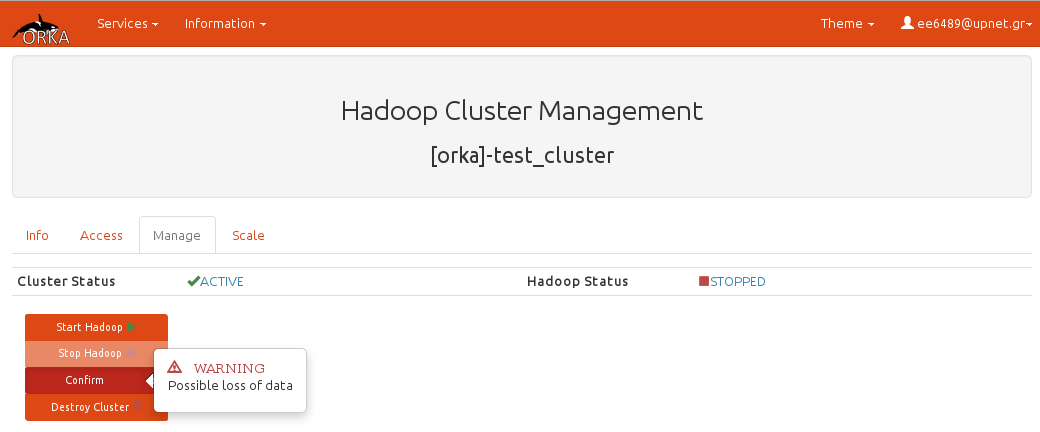 ORKA Services Information Theme ee6489@upnet.gr
Hadoop Cluster Management
[orka]-test_cluster
Info Access Manage Scale
Cluster Status ACTIVE Hadoop Status STOPPED
Start Hadoop
Stop Hadoop
WARNING
Confirm Possible loss of data
Destroy Cluster